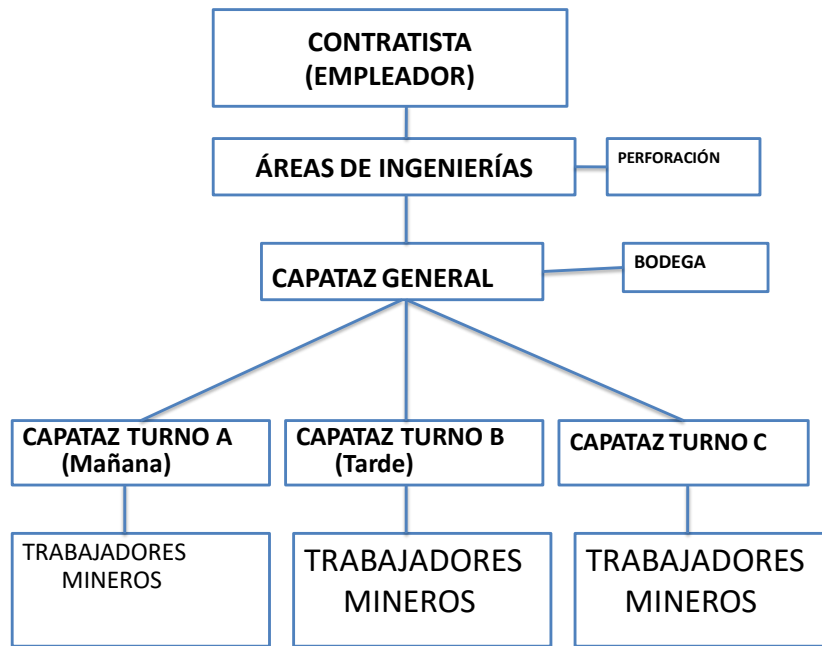 CONTRATISTA
(EMPLEADOR)
ÁREAS DE INGENIERÍAS
PERFORACIÓN
CAPATAZ GENERAL
BODEGA
CAPATAZ TURNO A
(Mañana)
CAPATAZ TURNO B
(Tarde)
CAPATAZ TURNO C
TRABAJADORES
MINEROS
TRABAJADORES
MINEROS
TRABAJADORES
MINEROS